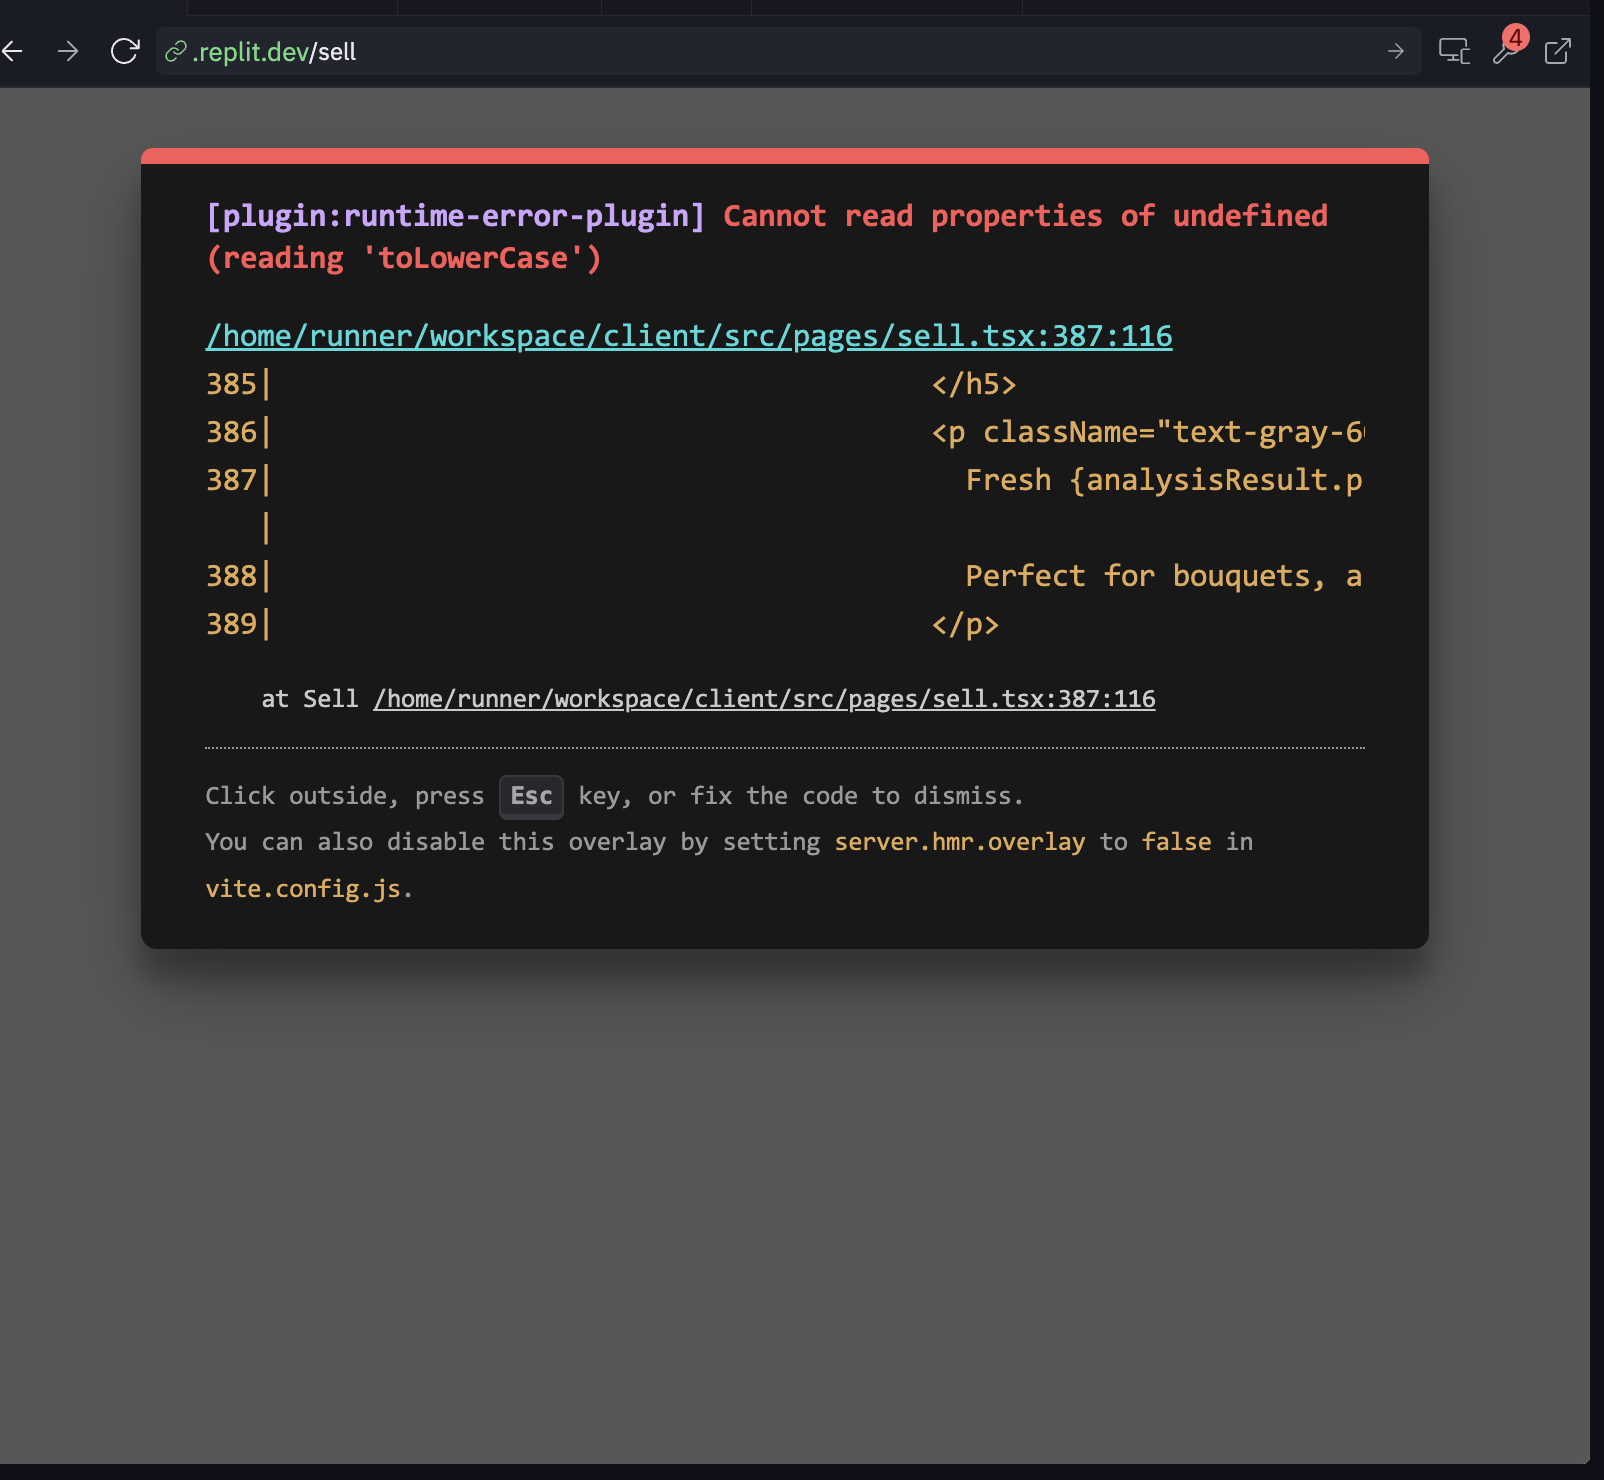 .replit.dev/sell
4
[plugin:runtime-error-plugin] Cannot read properties of undefined
(reading 'toLowerCase')
/home/runner/workspace/client/src/pages/sell.tsx:387:116
385| </h5>
386| <p className="text-gray-6
387| Fresh {analysisResult.p
|
388| Perfect for bouquets, a
389| </p>
at Sell /home/runner/workspace/client/src/pages/sell.tsx:387:116
Click outside, press Esc key, or fix the code to dismiss.
You can also disable this overlay by setting server.hmr.overlay to false in
vite.config.js.